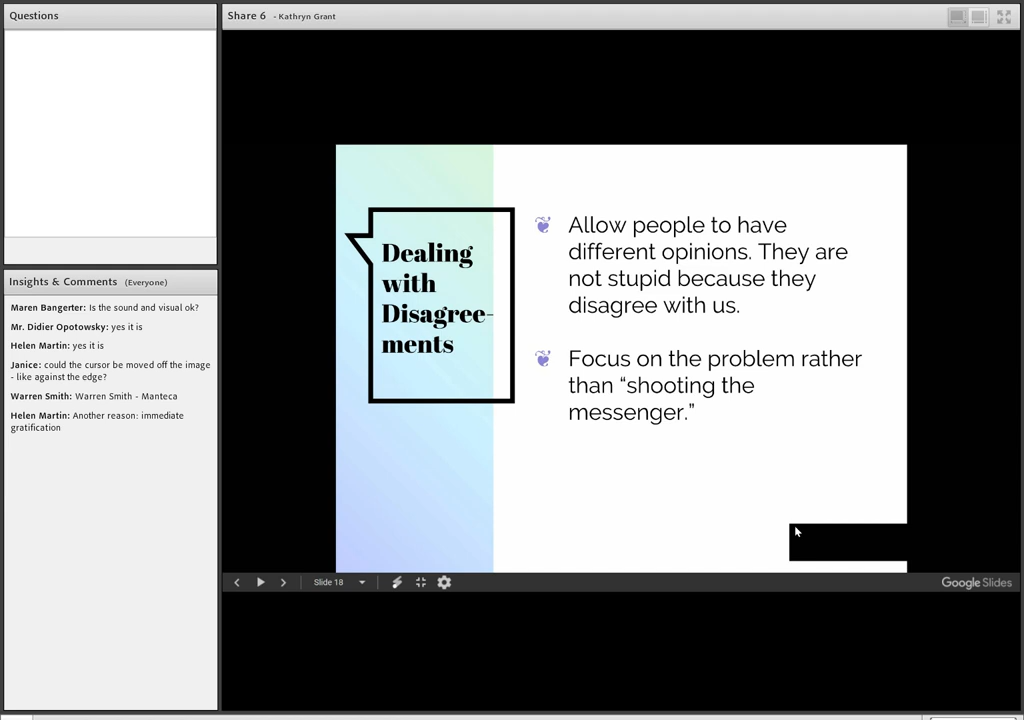 Questions
Share 6 - Kathryn Grant
Insights & Comments (Everyone)
Maren Bangerter: Is the sound and visual ok?
Mr. Didier Opotowsky: yes it is
Helen Martin: yes it is
Janice: could the cursor be moved off the image
- like against the edge?
Warren Smith: Warren Smith - Manteca
Helen Martin: Another reason: immediate
gratification
Dealing
with
Disagree-
ments
Allow people to have
different opinions. They are
not stupid because they
disagree with us.
Focus on the problem rather
than “shooting the
messenger.”
Slide 18
Google Slides